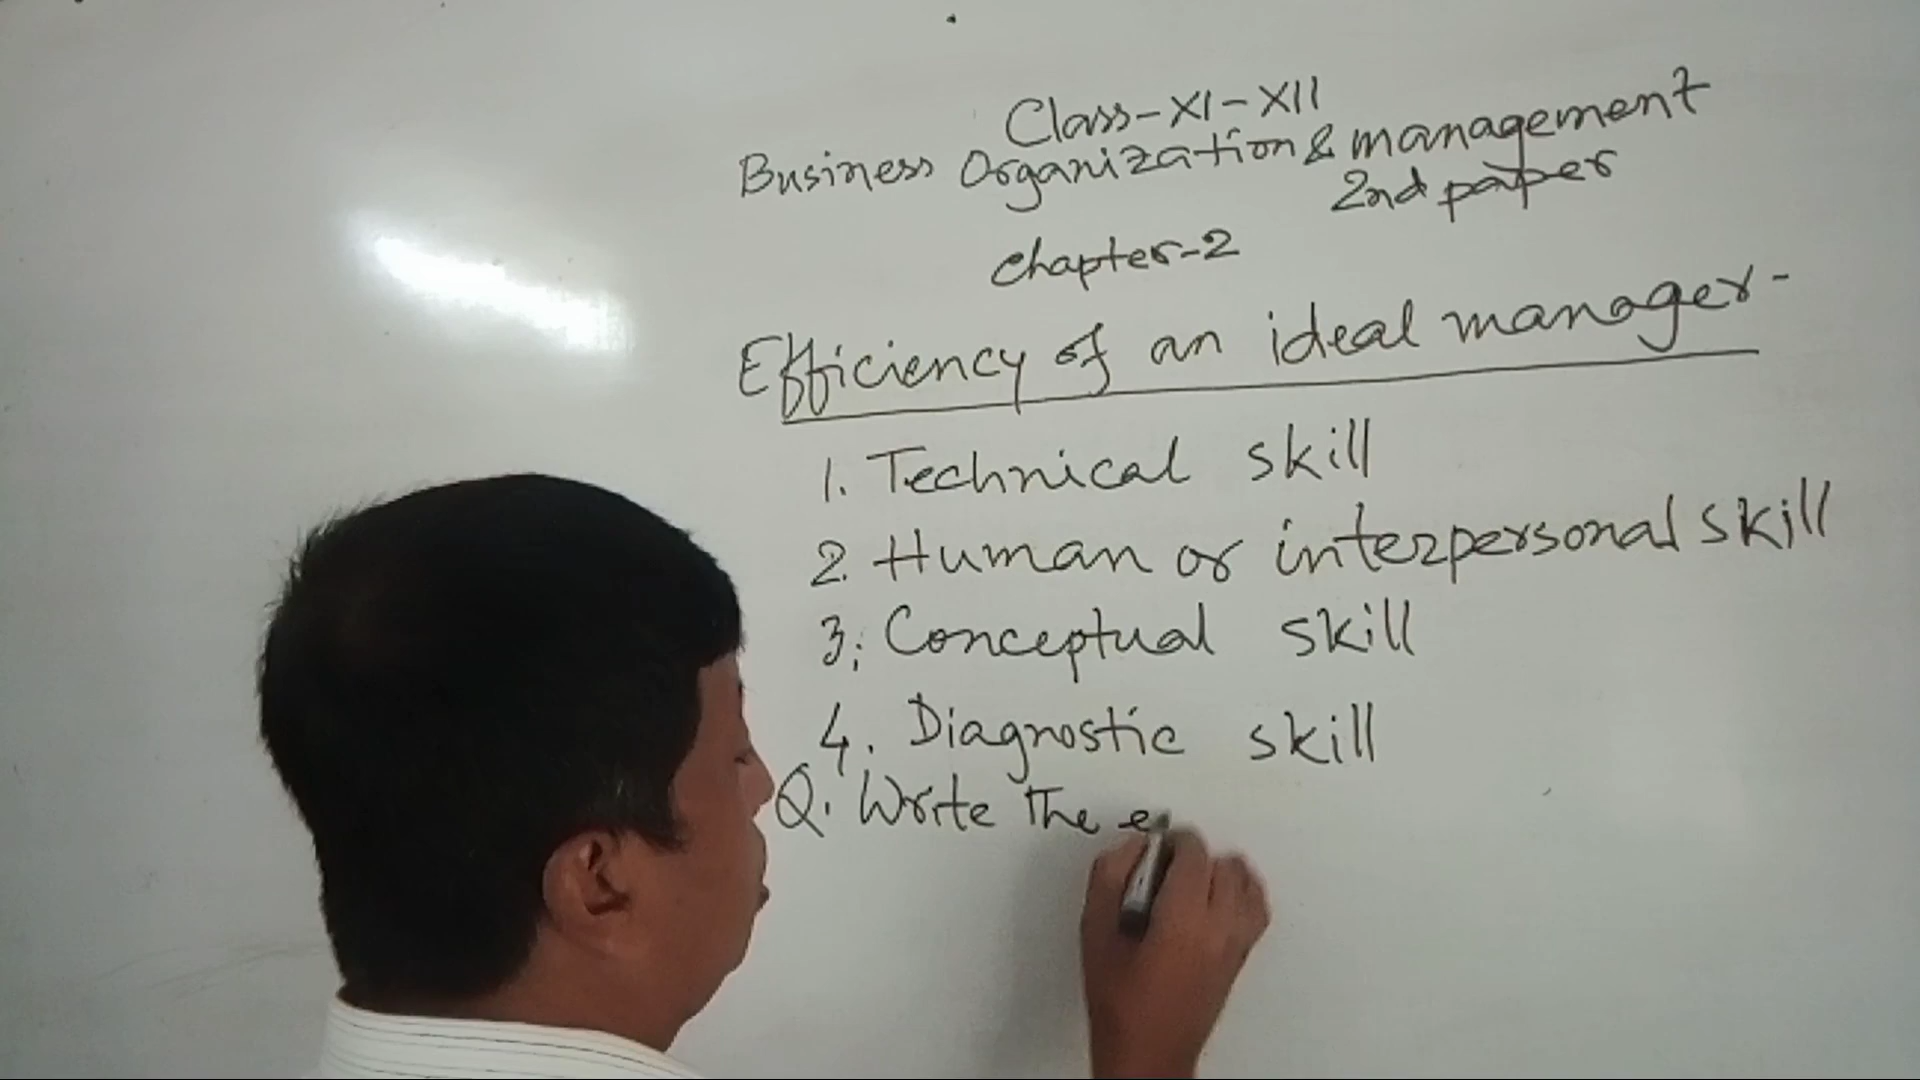 Class-XI-XII
Business Organization & management
2nd paper
chapter-2
Efficiency of an ideal manager-
1. Technical skill
2. Human or interpersonal skill
3. Conceptual skill
4. Diagnostic skill
Q. Write the e